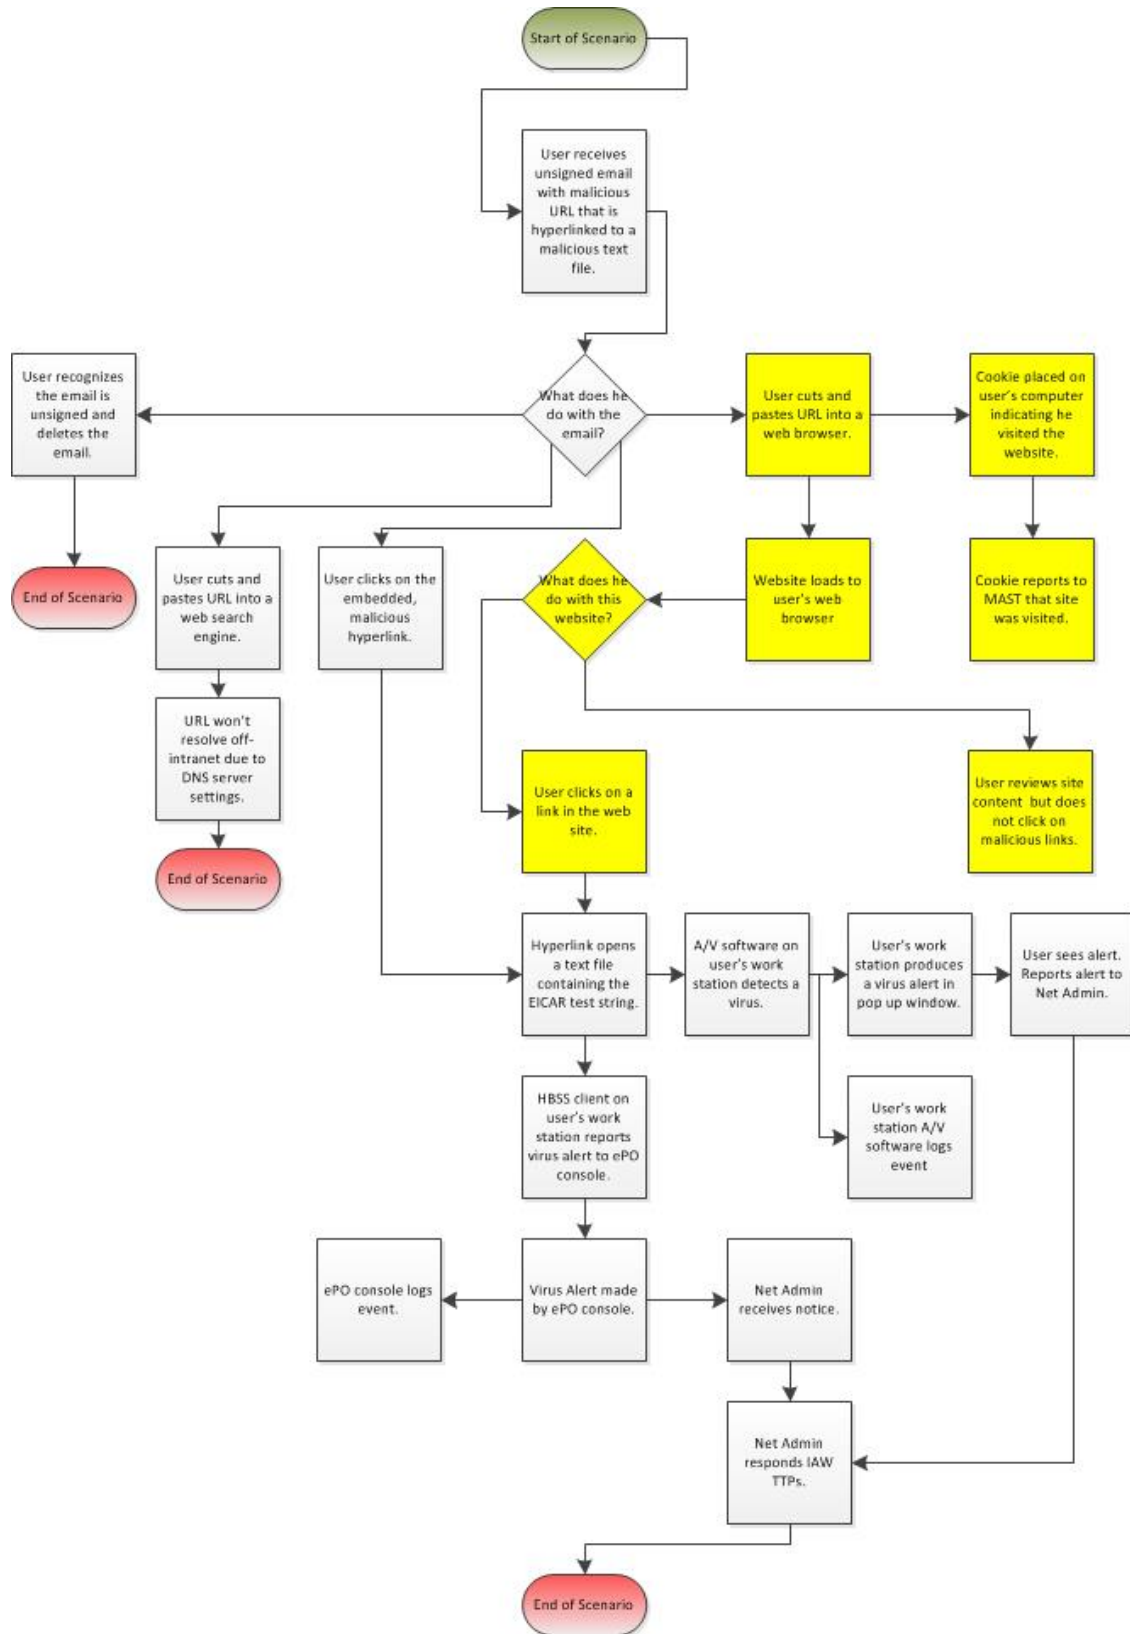 Start of Scenario
User receives
unsigned email
with malicious
URL that is
hyperlinked to a
malicious text
file.
User recognizes
the email is
unsigned and
deletes the
email.
What does he
do with the
email?
User cuts and
pastes URL into a
web browser.
Cookie placed on
user's computer
indicating he
visited the
website.
End of Scenario
User cuts and
pastes URL into a
web search
engine.
User clicks on the
embedded,
malicious
hyperlink.
What does he
do with this
website?
Website loads to
user's web
browser
Cookie reports to
MAST that site
was visited.
URL won't
resolve off-
intranet due to
DNS server
settings.
User clicks on a
link in the web
site.
User reviews site
content but does
not click on
malicious links.
End of Scenario
Hyperlink opens
a text file
containing the
EICAR test string.
A/V software on
user's work
station detects a
virus.
User's work
station produces
a virus alert in
pop up window.
User sees alert.
Reports alert to
Net Admin.
HBSS client on
user's work
station reports
virus alert to ePO
console.
User's work
station A/V
software logs
event
ePO console logs
event.
Virus Alert made
by ePO console.
Net Admin
receives notice.
Net Admin
responds IAW
TTPs.
End of Scenario